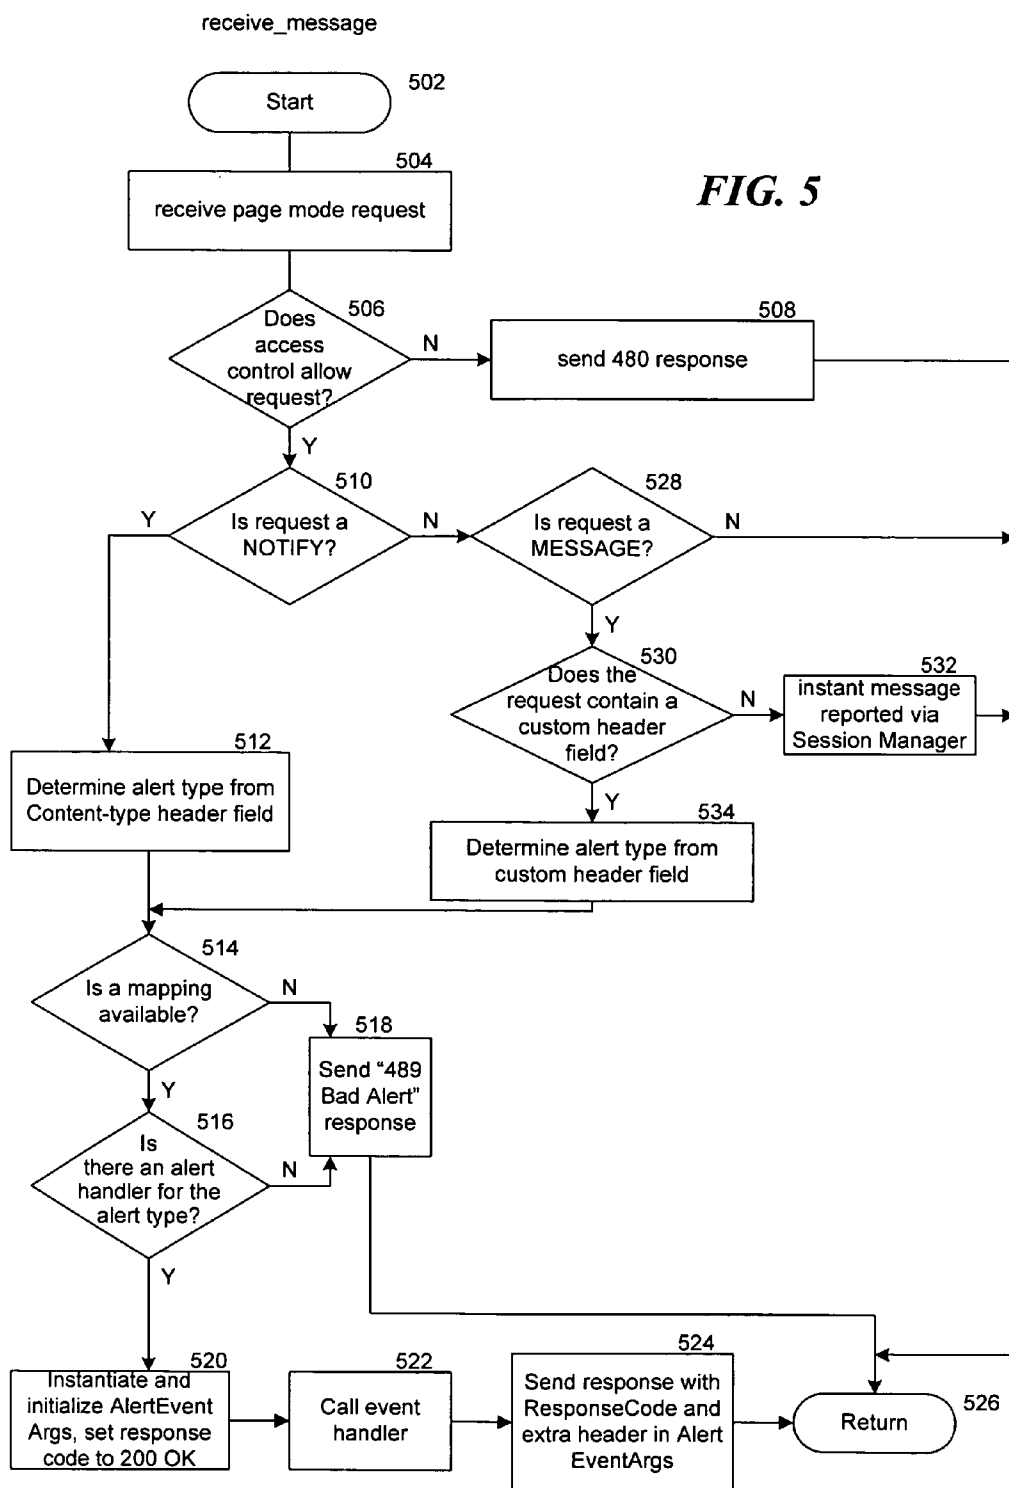 receive_message
502
Start
504
receive page mode request
FIG. 5
506
Does
access
control allow
request?
N
508
send 480 response
Y
510
Is request a
NOTIFY?
Y
N
528
Is request a
MESSAGE?
N
Y
530
Does the
request contain a
custom header
field?
N
532
instant message
reported via
Session Manager
Y
512
Determine alert type from
Content-type header field
534
Determine alert type from
custom header field
514
Is a mapping
available?
N
Y
518
Send “489
Bad Alert”
response
516
Is
there an alert
handler for the
alert type?
N
Y
520
Instantiate and
initialize AlertEvent
Args, set response
code to 200 OK
522
Call event
handler
524
Send response with
ResponseCode and
extra header in Alert
EventArgs
526
Return